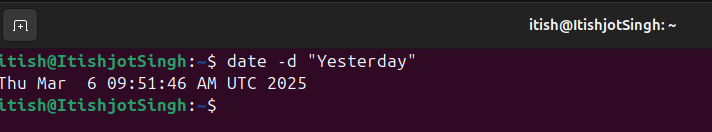 itish@ItishjotSingh: ~
itish@ItishjotSingh:~$ date -d "Yesterday"
Thu Mar  6 09:51:46 AM UTC 2025
itish@ItishjotSingh:~$